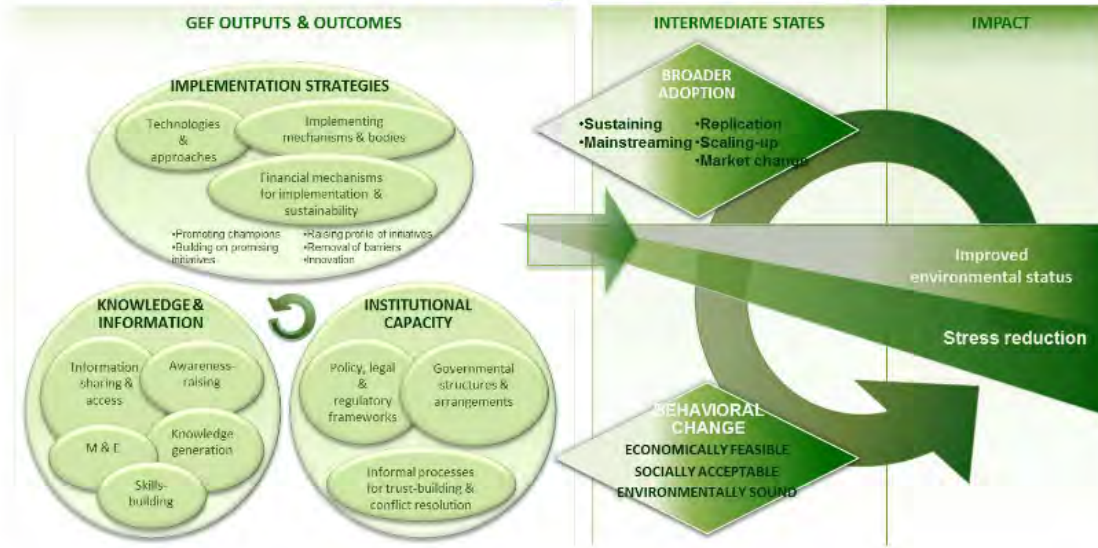 GEF OUTPUTS & OUTCOMES
INTERMEDIATE STATES
IMPACT
IMPLEMENTATION STRATEGIES
Technologies
&
approaches
Implementing
mechanisms & bodies
Financial mechanisms
for implementation &
sustainability
•Promoting champions
•Building on promising
initiatives
•Raising profile of initiatives
•Removal of barriers
•Innovation
KNOWLEDGE &
INFORMATION
Information
sharing &
access
Awareness-
raising
M & E
Knowledge
generation
Skills-
building
INSTITUTIONAL
CAPACITY
Policy, legal
&
regulatory
frameworks
Governmental
structures &
arrangements
Informal processes
for trust-building &
conflict resolution
BROADER
ADOPTION
•Sustaining
•Mainstreaming
•Replication
•Scaling-up
•Market change
BEHAVIORAL
CHANGE
ECONOMICALLY FEASIBLE
SOCIALLY ACCEPTABLE
ENVIRONMENTALLY SOUND
Improved
environmental status
Stress reduction